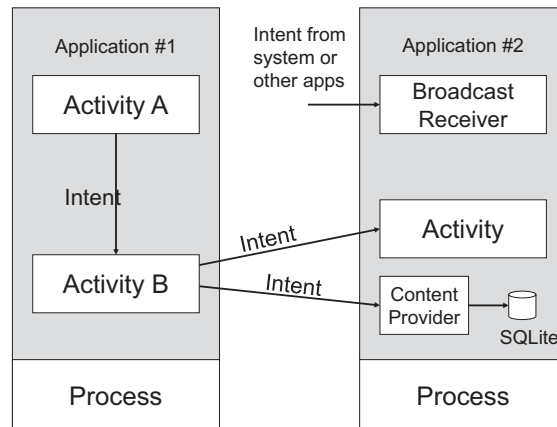 Application #1
Activity A
Intent
Activity B
Process
Intent from
system or
other apps
Intent
Intent
Application #2
Broadcast
Receiver
Activity
Content
Provider
SQLite
Process